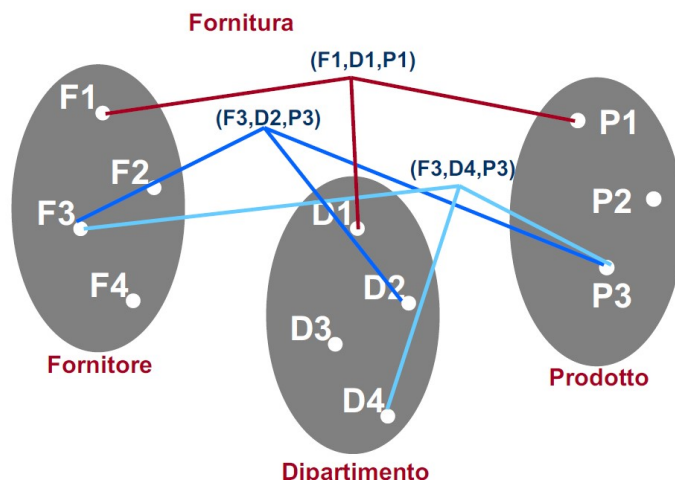 Fornitura
(F1,D1,P1)
F1
(F3,D2,P3)
P1
F2
(F3,D4,P3)
F3
D1
P2
F4
D2
P3
D3
Fornitore
Prodotto
D4
Dipartimento